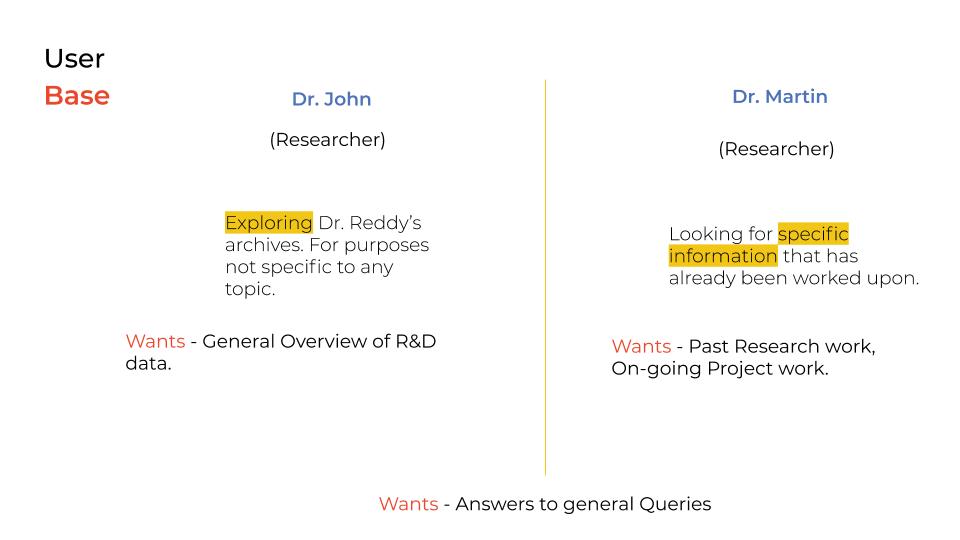 User
Base
Dr. John
(Researcher)
Exploring Dr. Reddy’s
archives. For purposes
not specific to any
topic.
Wants - General Overview of R&D
data.
Dr. Martin
(Researcher)
Looking for specific
information that has
already been worked upon.
Wants - Past Research work,
On-going Project work.
Wants - Answers to general Queries